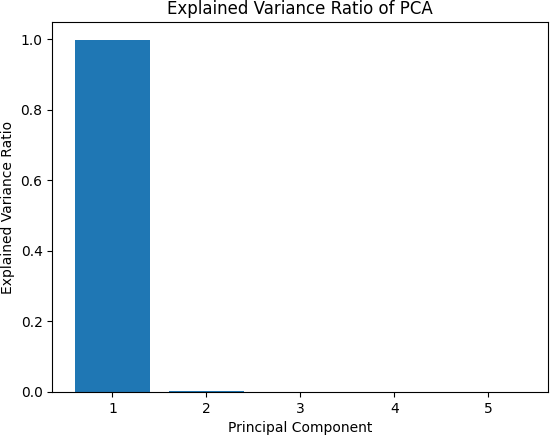 Explained Variance Ratio of PCA
Explained Variance Ratio
1.0
0.8
0.6
0.4
0.2
0.0
1 2 3 4 5
Principal Component